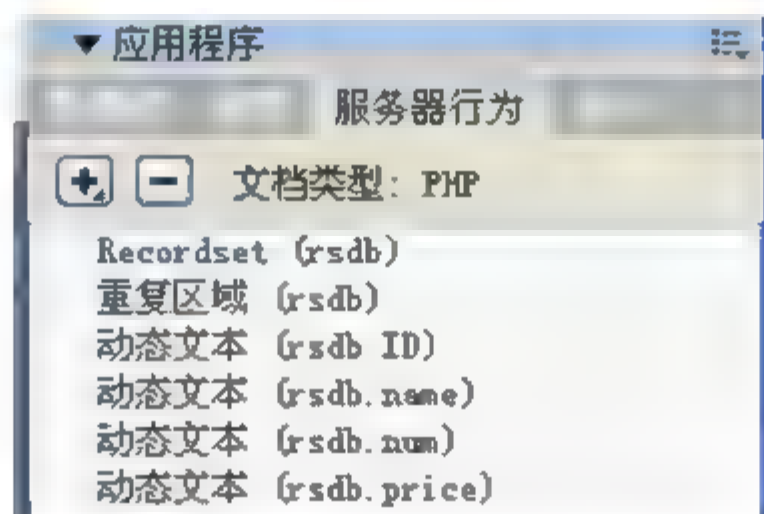 应用程序
服务器行为
文档类型: PHP
Recordset (rsdb)
重复区域 (rsdb)
动态文本 (rsdb ID)
动态文本 (rsdb.name)
动态文本 (rsdb.num)
动态文本 (rsdb.price)